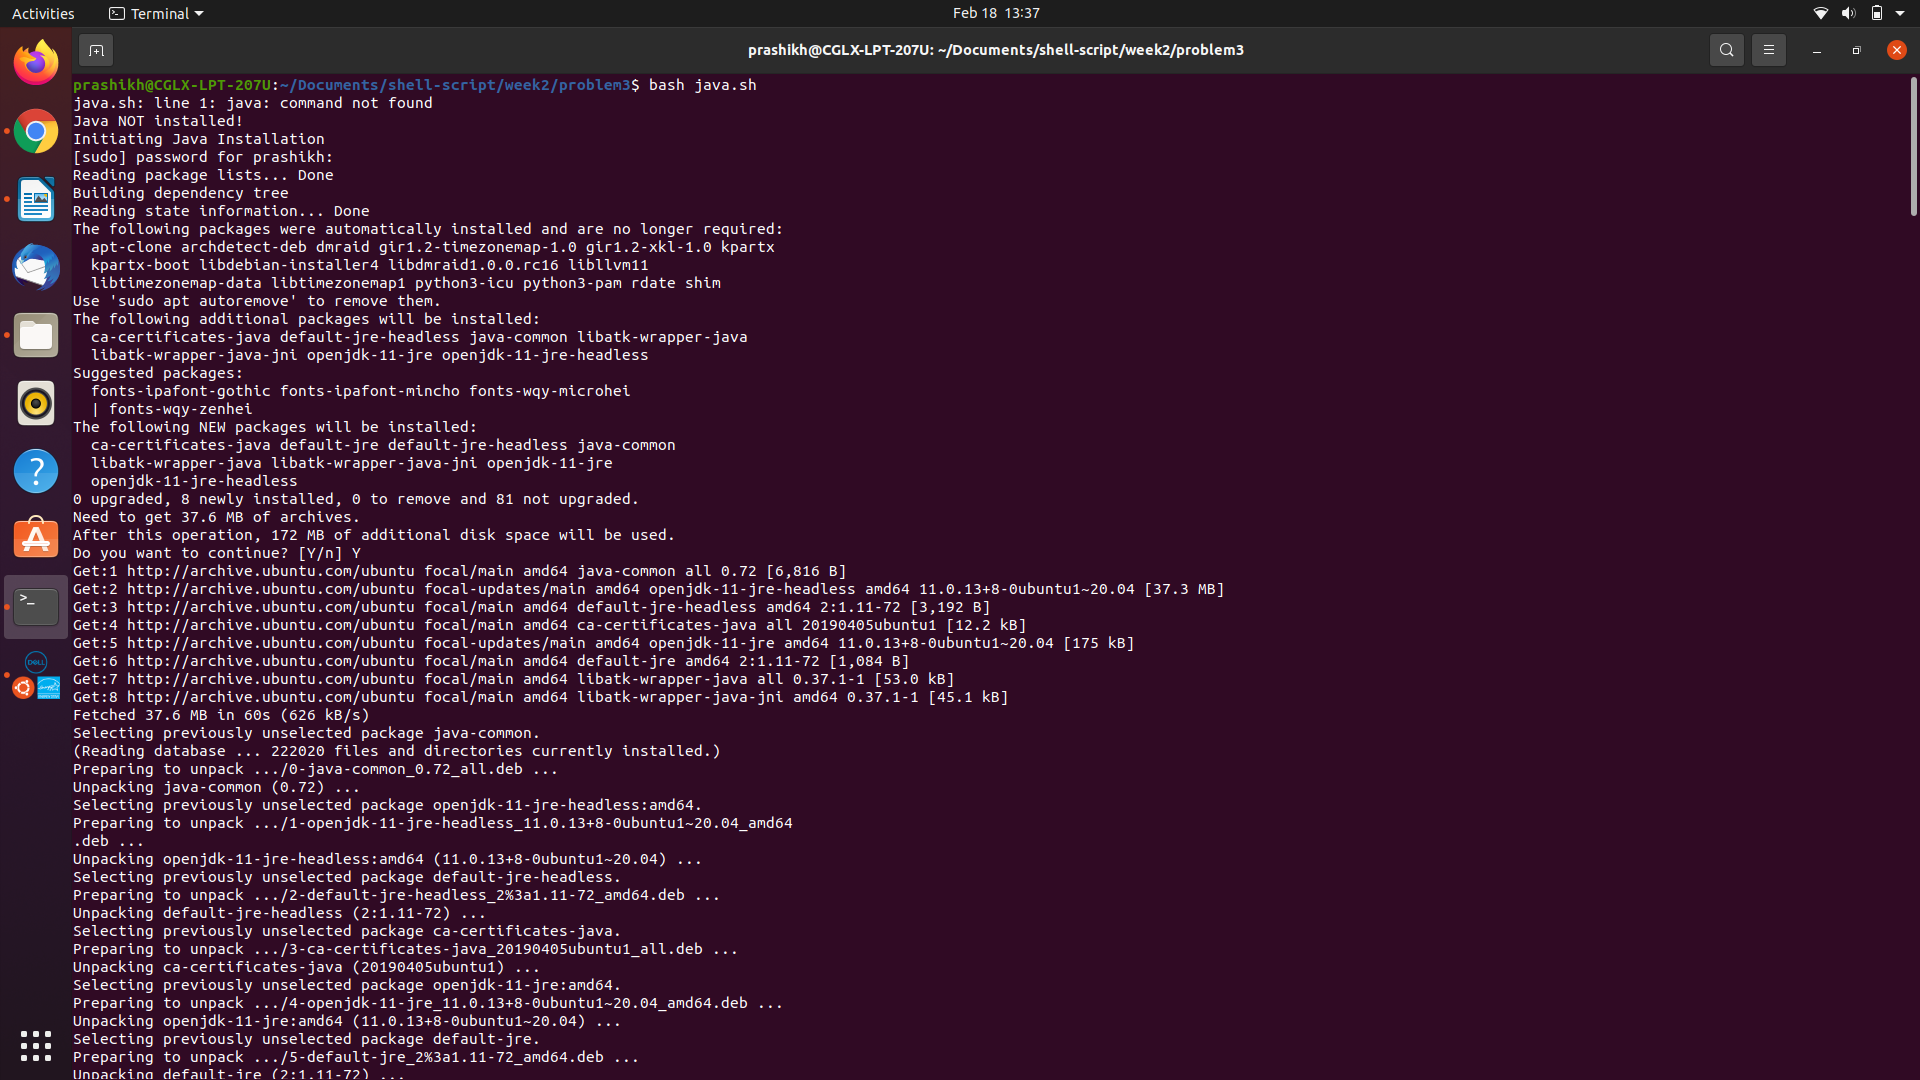 Activities
Terminal
Feb 18 13:37
prashikh@CGLX-LPT-207U: ~/Documents/shell-script/week2/problem3
prashikh@CGLX-LPT-207U:~/Documents/shell-script/week2/problem3$ bash java.sh
java.sh: line 1: java: command not found
Java NOT installed!
Initiating Java Installation
[sudo] password for prashikh:
Reading package lists... Done
Building dependency tree
Reading state information... Done
The following packages were automatically installed and are no longer required:
apt-clone archdetect-deb dmraid gir1.2-timezonemap-1.0 gir1.2-xkl-1.0 kpartx
kpartx-boot libdebian-installer4 libdmraid1.0.0.rc16 libllvm11
libtimezonemap-data libtimezonemap1 python3-icu python3-pam rdate shim
Use 'sudo apt autoremove' to remove them.
The following additional packages will be installed:
ca-certificates-java default-jre-headless java-common libatk-wrapper-java
libatk-wrapper-java-jni openjdk-11-jre openjdk-11-jre-headless
Suggested packages:
fonts-ipafont-gothic fonts-ipafont-mincho fonts-wqy-microhei
| fonts-wqy-zenhei
The following NEW packages will be installed:
ca-certificates-java default-jre default-jre-headless java-common
libatk-wrapper-java libatk-wrapper-java-jni openjdk-11-jre
openjdk-11-jre-headless
0 upgraded, 8 newly installed, 0 to remove and 81 not upgraded.
Need to get 37.6 MB of archives.
After this operation, 172 MB of additional disk space will be used.
Do you want to continue? [Y/n] Y
Get:1 http://archive.ubuntu.com/ubuntu focal/main amd64 java-common all 0.72 [6,816 B]
Get:2 http://archive.ubuntu.com/ubuntu focal-updates/main amd64 openjdk-11-jre-headless amd64 11.0.13+8-0ubuntu1~20.04 [37.3 MB]
Get:3 http://archive.ubuntu.com/ubuntu focal/main amd64 default-jre-headless amd64 2:1.11-72 [3,192 B]
Get:4 http://archive.ubuntu.com/ubuntu focal/main amd64 ca-certificates-java all 20190405ubuntu1 [12.2 kB]
Get:5 http://archive.ubuntu.com/ubuntu focal-updates/main amd64 openjdk-11-jre amd64 11.0.13+8-0ubuntu1~20.04 [175 kB]
Get:6 http://archive.ubuntu.com/ubuntu focal/main amd64 default-jre amd64 2:1.11-72 [1,084 B]
Get:7 http://archive.ubuntu.com/ubuntu focal/main amd64 libatk-wrapper-java all 0.37.1-1 [53.0 kB]
Get:8 http://archive.ubuntu.com/ubuntu focal/main amd64 libatk-wrapper-java-jni amd64 0.37.1-1 [45.1 kB]
Fetched 37.6 MB in 60s (626 kB/s)
Selecting previously unselected package java-common.
(Reading database ... 222020 files and directories currently installed.)
Preparing to unpack .../0-java-common_0.72_all.deb ...
Unpacking java-common (0.72) ...
Selecting previously unselected package openjdk-11-jre-headless:amd64.
Preparing to unpack .../1-openjdk-11-jre-headless_11.0.13+8-0ubuntu1~20.04_amd64
.deb ...
Unpacking openjdk-11-jre-headless:amd64 (11.0.13+8-0ubuntu1~20.04) ...
Selecting previously unselected package default-jre-headless.
Preparing to unpack .../2-default-jre-headless_2%3a1.11-72_amd64.deb ...
Unpacking default-jre-headless (2:1.11-72) ...
Selecting previously unselected package ca-certificates-java.
Preparing to unpack .../3-ca-certificates-java_20190405ubuntu1_all.deb ...
Unpacking ca-certificates-java (20190405ubuntu1) ...
Selecting previously unselected package openjdk-11-jre:amd64.
Preparing to unpack .../4-openjdk-11-jre_11.0.13+8-0ubuntu1~20.04_amd64.deb ...
Unpacking openjdk-11-jre:amd64 (11.0.13+8-0ubuntu1~20.04) ...
Selecting previously unselected package default-jre.
Preparing to unpack .../5-default-jre_2%3a1.11-72_amd64.deb ...
Unpacking default-jre (2:1.11-72) ...
DELL